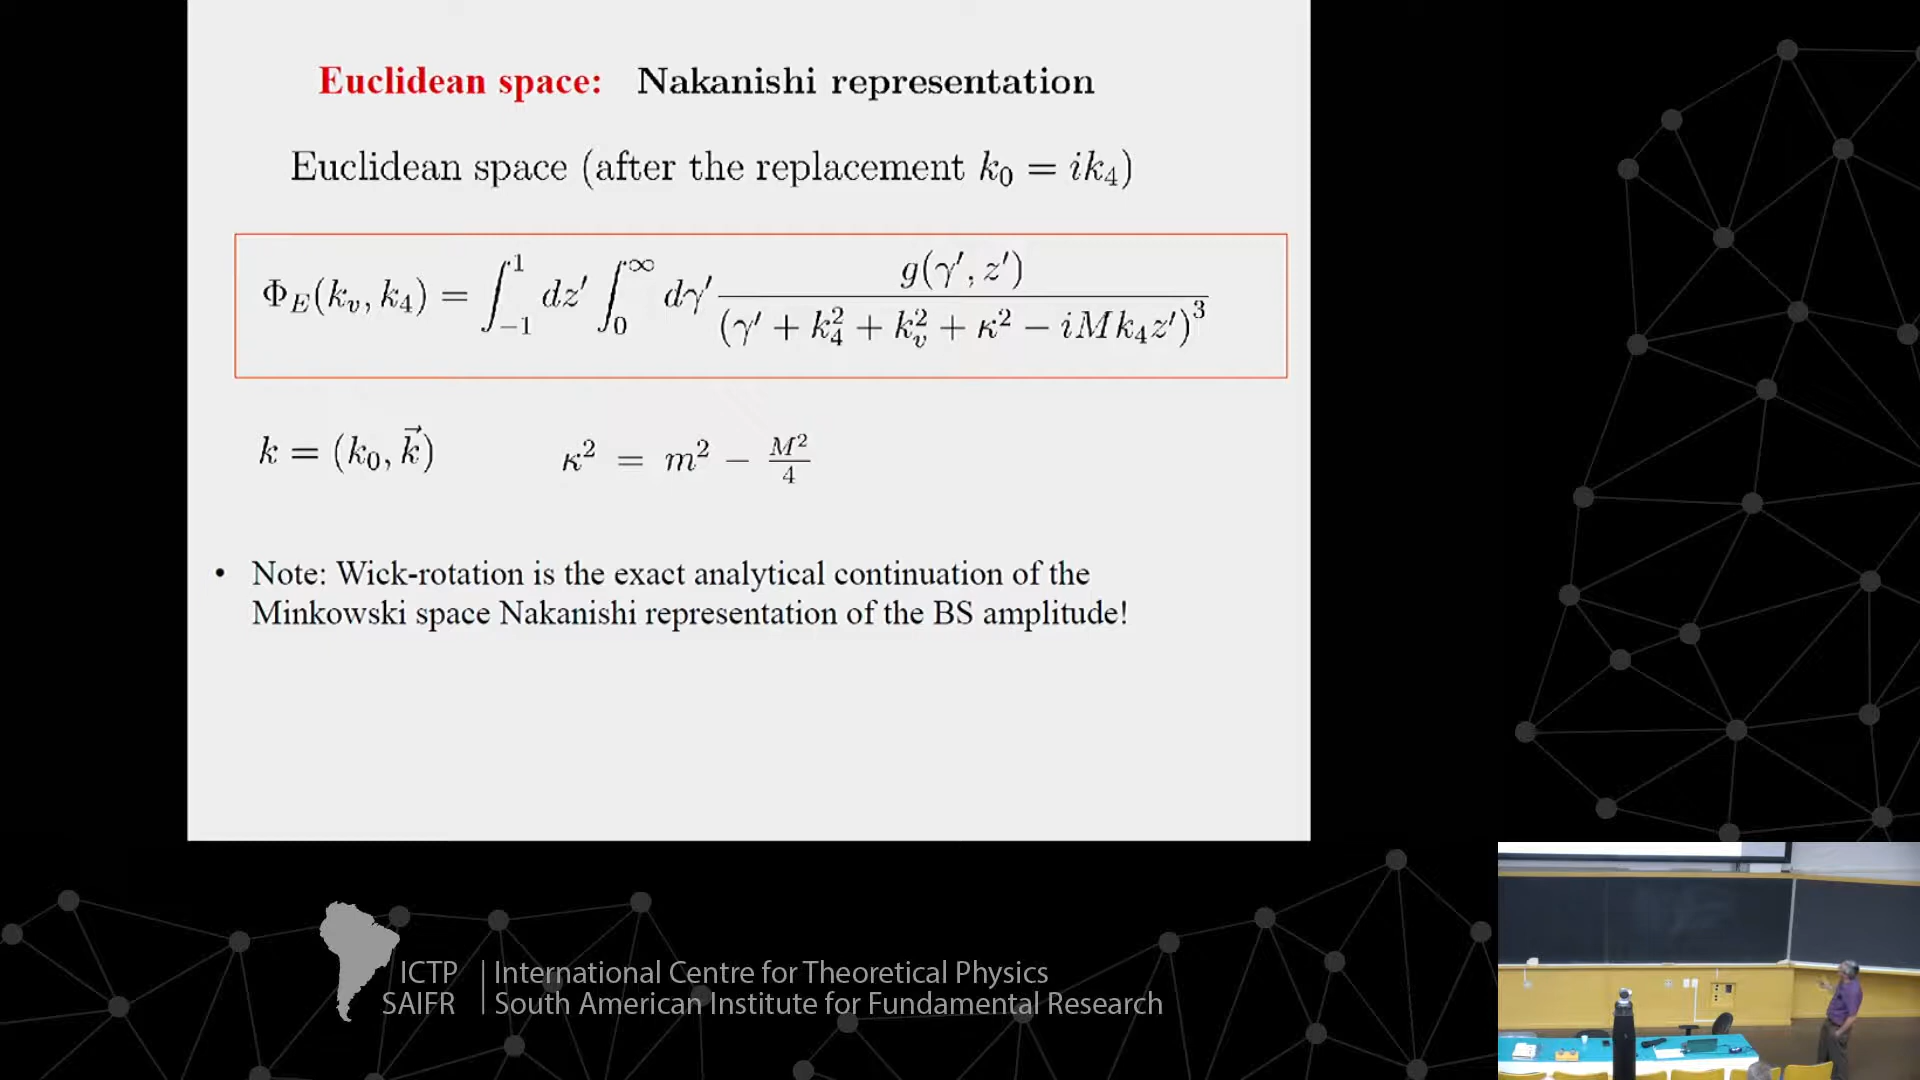 Euclidean space: Nakanishi representation
Euclidean space (after the replacement k₀ = ik₄)
Φ_E(k_v, k₄) = ∫_{-1}^{1} dz′ ∫_0^∞ dγ′ g(γ′, z′) / (γ′ + k₄² + k_v² + κ² − iMk₄z′)³
k = (k₀, k⃗) κ² = m² − M²/4
• Note: Wick-rotation is the exact analytical continuation of the
Minkowski space Nakanishi representation of the BS amplitude!
ICTP | International Centre for Theoretical Physics
SAIFR | South American Institute for Fundamental Research